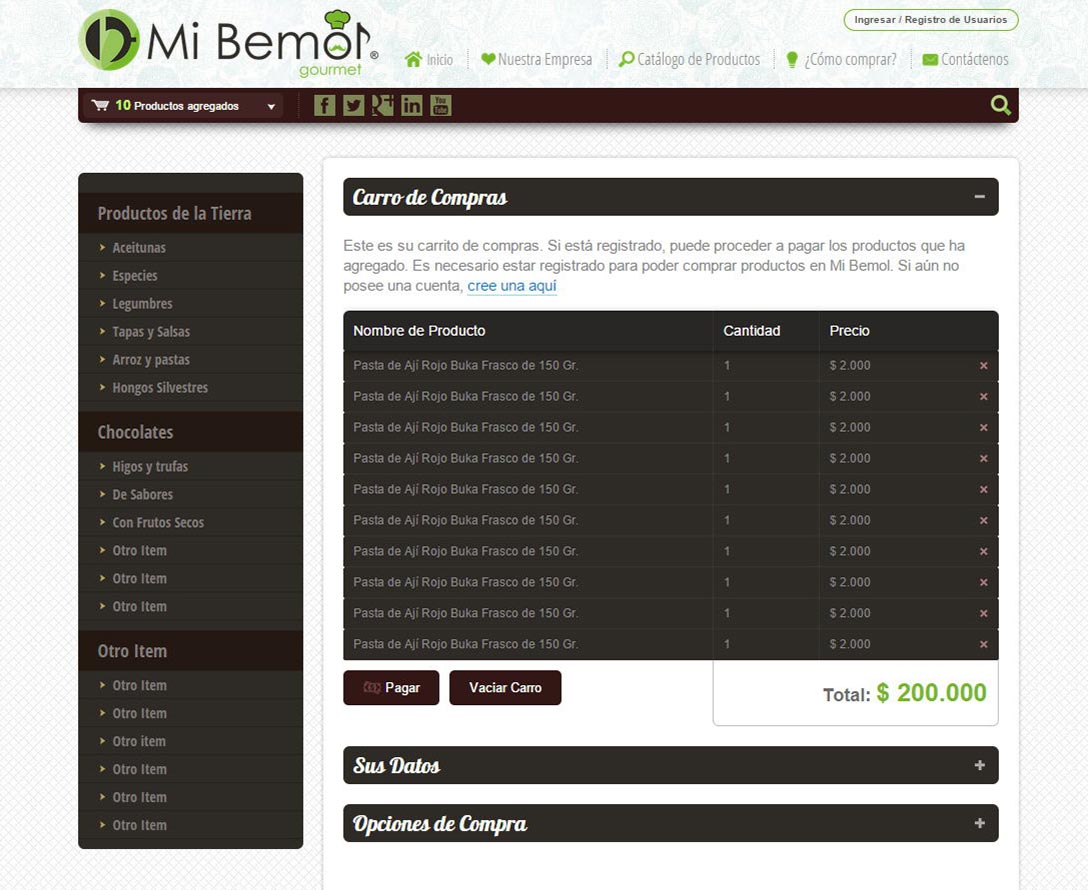 Mi Bemol®
gourmet
Ingresar / Registro de Usuarios
Inicio
Nuestra Empresa
Catálogo de Productos
¿Cómo comprar?
Contáctenos
10 Productos agregados
You
Tube
Productos de la Tierra
Aceitunas
Especies
Legumbres
Tapas y Salsas
Arroz y pastas
Hongos Silvestres
Chocolates
Higos y trufas
De Sabores
Con Frutos Secos
Otro Item
Otro Item
Otro Item
Otro Item
Otro Item
Otro Item
Otro item
Otro Item
Otro Item
Otro Item
Carro de Compras
Este es su carrito de compras. Si está registrado, puede proceder a pagar los productos que ha
agregado. Es necesario estar registrado para poder comprar productos en Mi Bemol. Si aún no
posee una cuenta, cree una aquí
Nombre de Producto Cantidad Precio
Pasta de Ají Rojo Buka Frasco de 150 Gr. 1 $ 2.000
Pasta de Ají Rojo Buka Frasco de 150 Gr. 1 $ 2.000
Pasta de Ají Rojo Buka Frasco de 150 Gr. 1 $ 2.000
Pasta de Ají Rojo Buka Frasco de 150 Gr. 1 $ 2.000
Pasta de Ají Rojo Buka Frasco de 150 Gr. 1 $ 2.000
Pasta de Ají Rojo Buka Frasco de 150 Gr. 1 $ 2.000
Pasta de Ají Rojo Buka Frasco de 150 Gr. 1 $ 2.000
Pasta de Ají Rojo Buka Frasco de 150 Gr. 1 $ 2.000
Pasta de Ají Rojo Buka Frasco de 150 Gr. 1 $ 2.000
Pasta de Ají Rojo Buka Frasco de 150 Gr. 1 $ 2.000
Pagar
Vaciar Carro
Total: $ 200.000
Sus Datos
Opciones de Compra